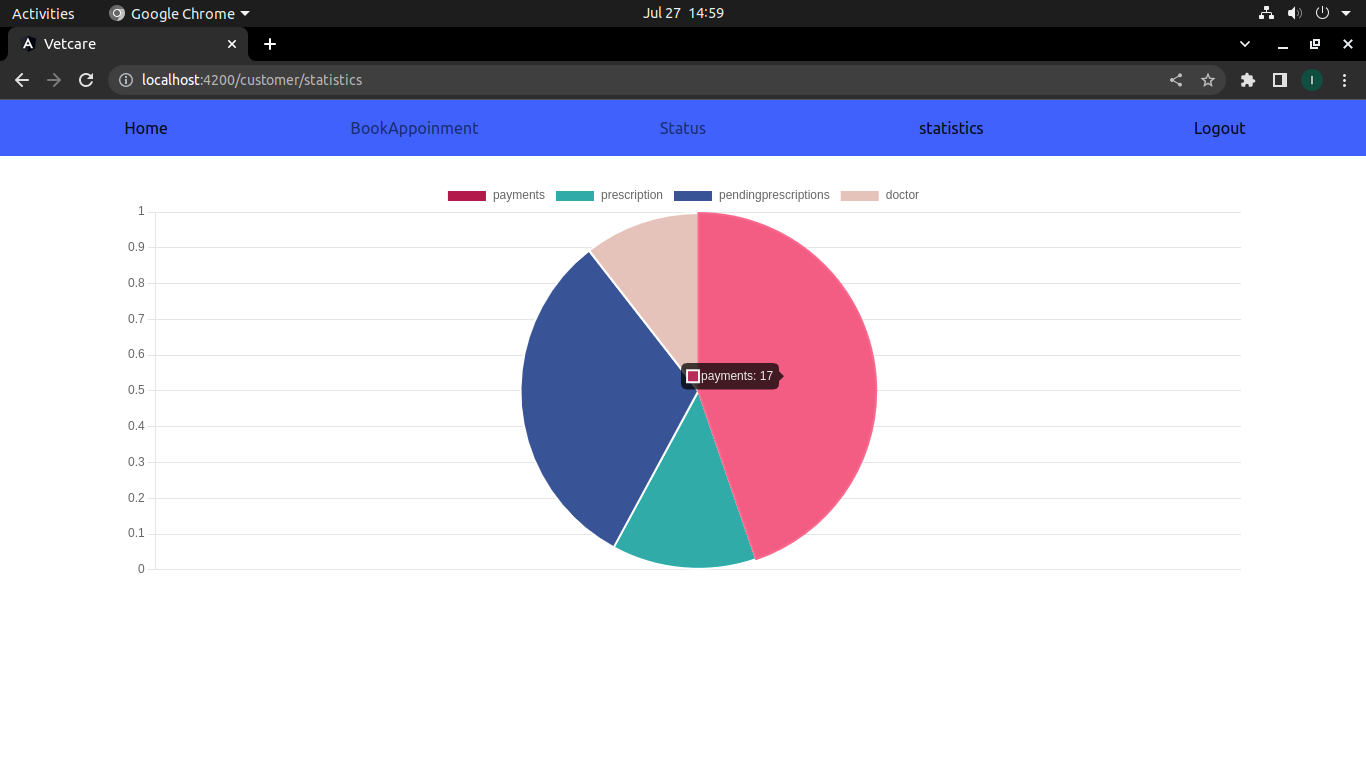 Activities Google Chrome Jul 27 14:59
Vetcare
localhost:4200/customer/statistics I
Home BookAppoinment Status statistics Logout
payments prescription pendingprescriptions doctor
1
0.9
0.8
0.7
0.6
payments: 17
0.5
0.4
0.3
0.2
0.1
0